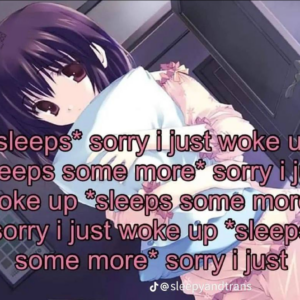 sleeps* sorry i just woke u
eeps some more* sorry i j
oke up *sleeps some mor
sorry i just woke up *sleep
some more* sorry i just
@sleepyandtrans